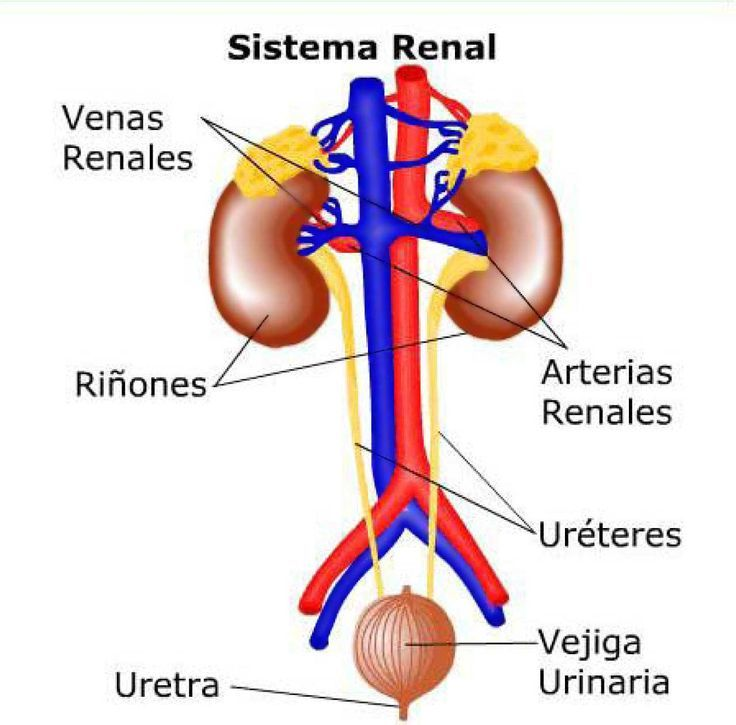 Sistema Renal
Venas
Renales
Riñones
Arterias
Renales
Uréteres
Vejiga
Urinaria
Uretra